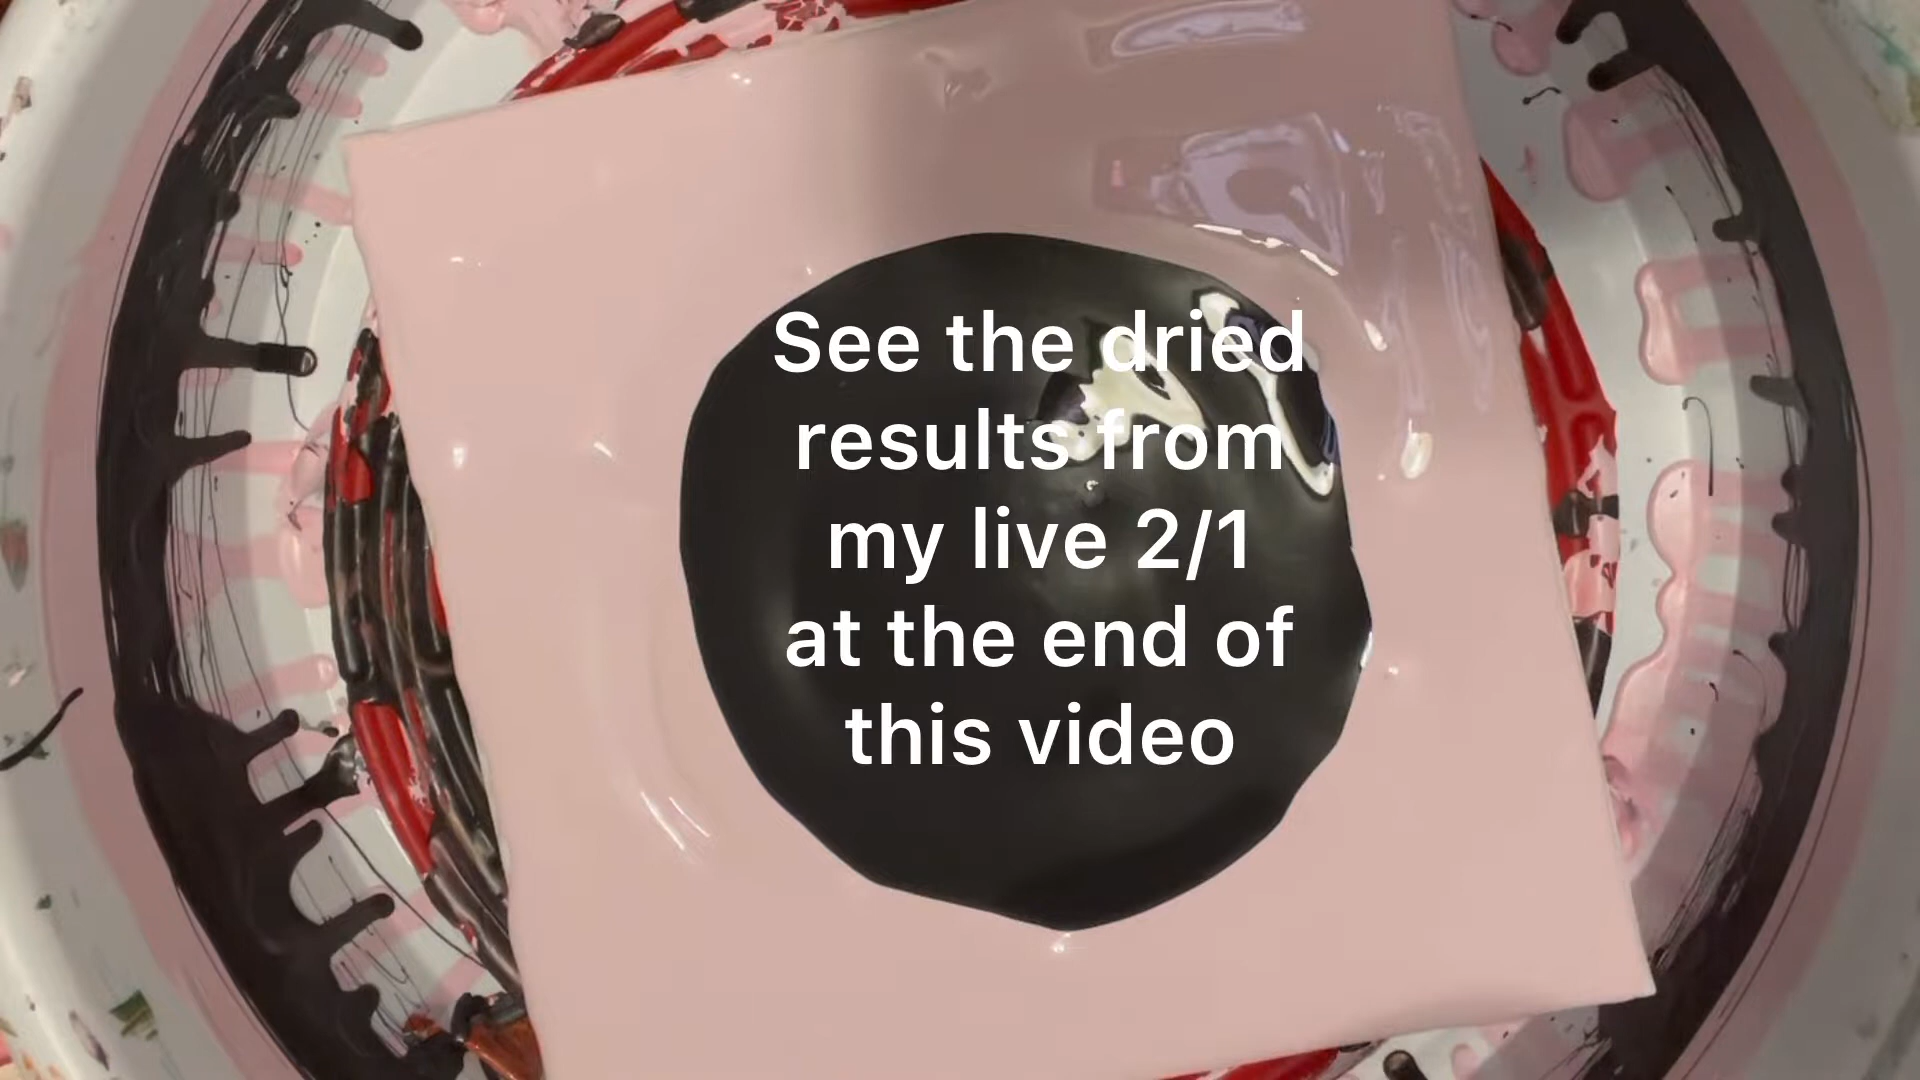 See the dried
results from
my live 2/1
at the end of
this video